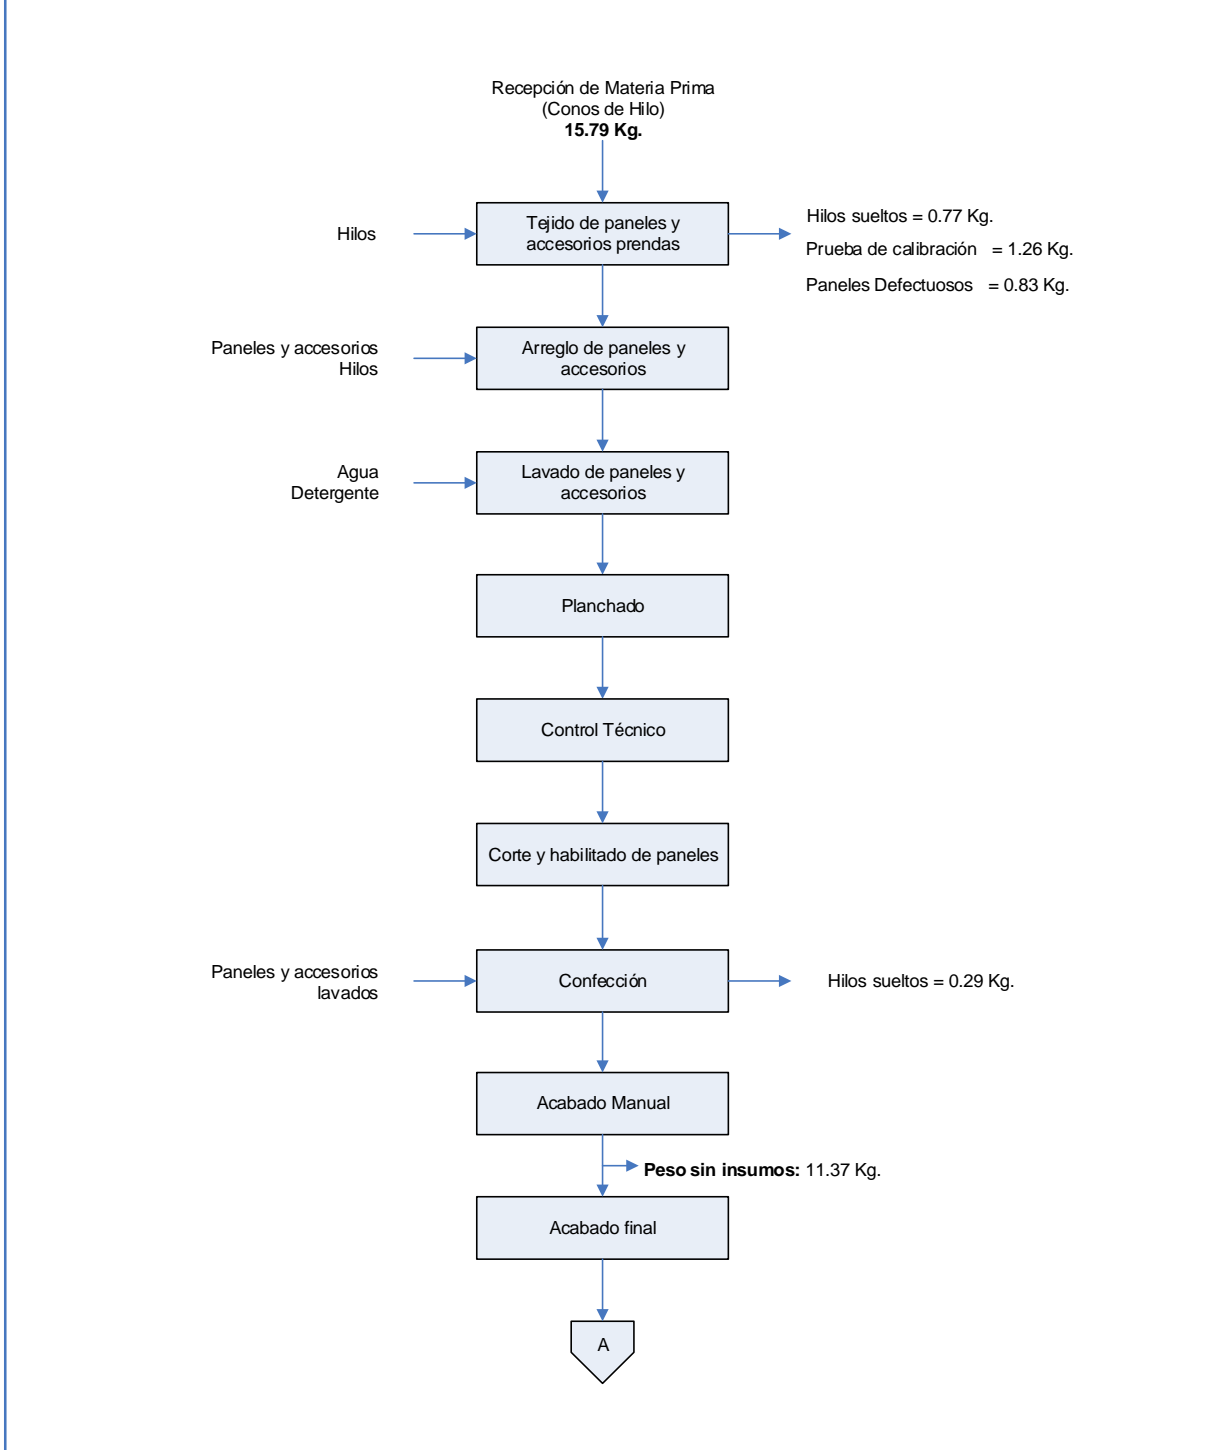 Recepción de Materia Prima
(Conos de Hilo)
15.79 Kg.
Hilos
Tejido de paneles y
accesorios prendas
Hilos sueltos = 0.77 Kg.
Prueba de calibración = 1.26 Kg.
Paneles Defectuosos = 0.83 Kg.
Paneles y accesorios
Hilos
Arreglo de paneles y
accesorios
Agua
Detergente
Lavado de paneles y
accesorios
Planchado
Control Técnico
Corte y habilitado de paneles
Paneles y accesorios
lavados
Confección
Hilos sueltos = 0.29 Kg.
Acabado Manual
Peso sin insumos: 11.37 Kg.
Acabado final
A